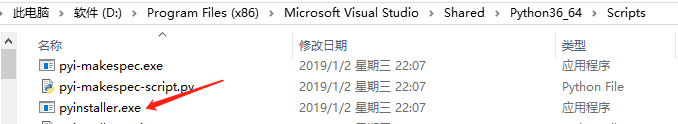 此电脑 > 软件 (D:) > Program Files (x86) > Microsoft Visual Studio > Shared > Python36_64 > Scripts
名称 修改日期 类型
pyi-makespec.exe 2019/1/2 星期三 22:07 应用程序
pyi-makespec-script.py 2019/1/2 星期三 22:07 Python File
pyinstaller.exe 2019/1/2 星期三 22:07 应用程序